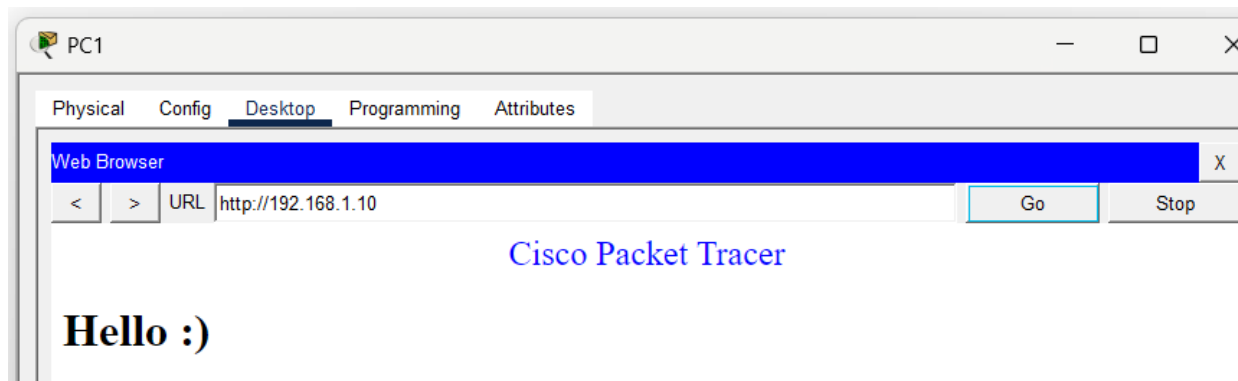 PC1
Physical Config Desktop Programming Attributes
Web Browser X
< > URL http://192.168.1.10 Go Stop
Cisco Packet Tracer
Hello :)